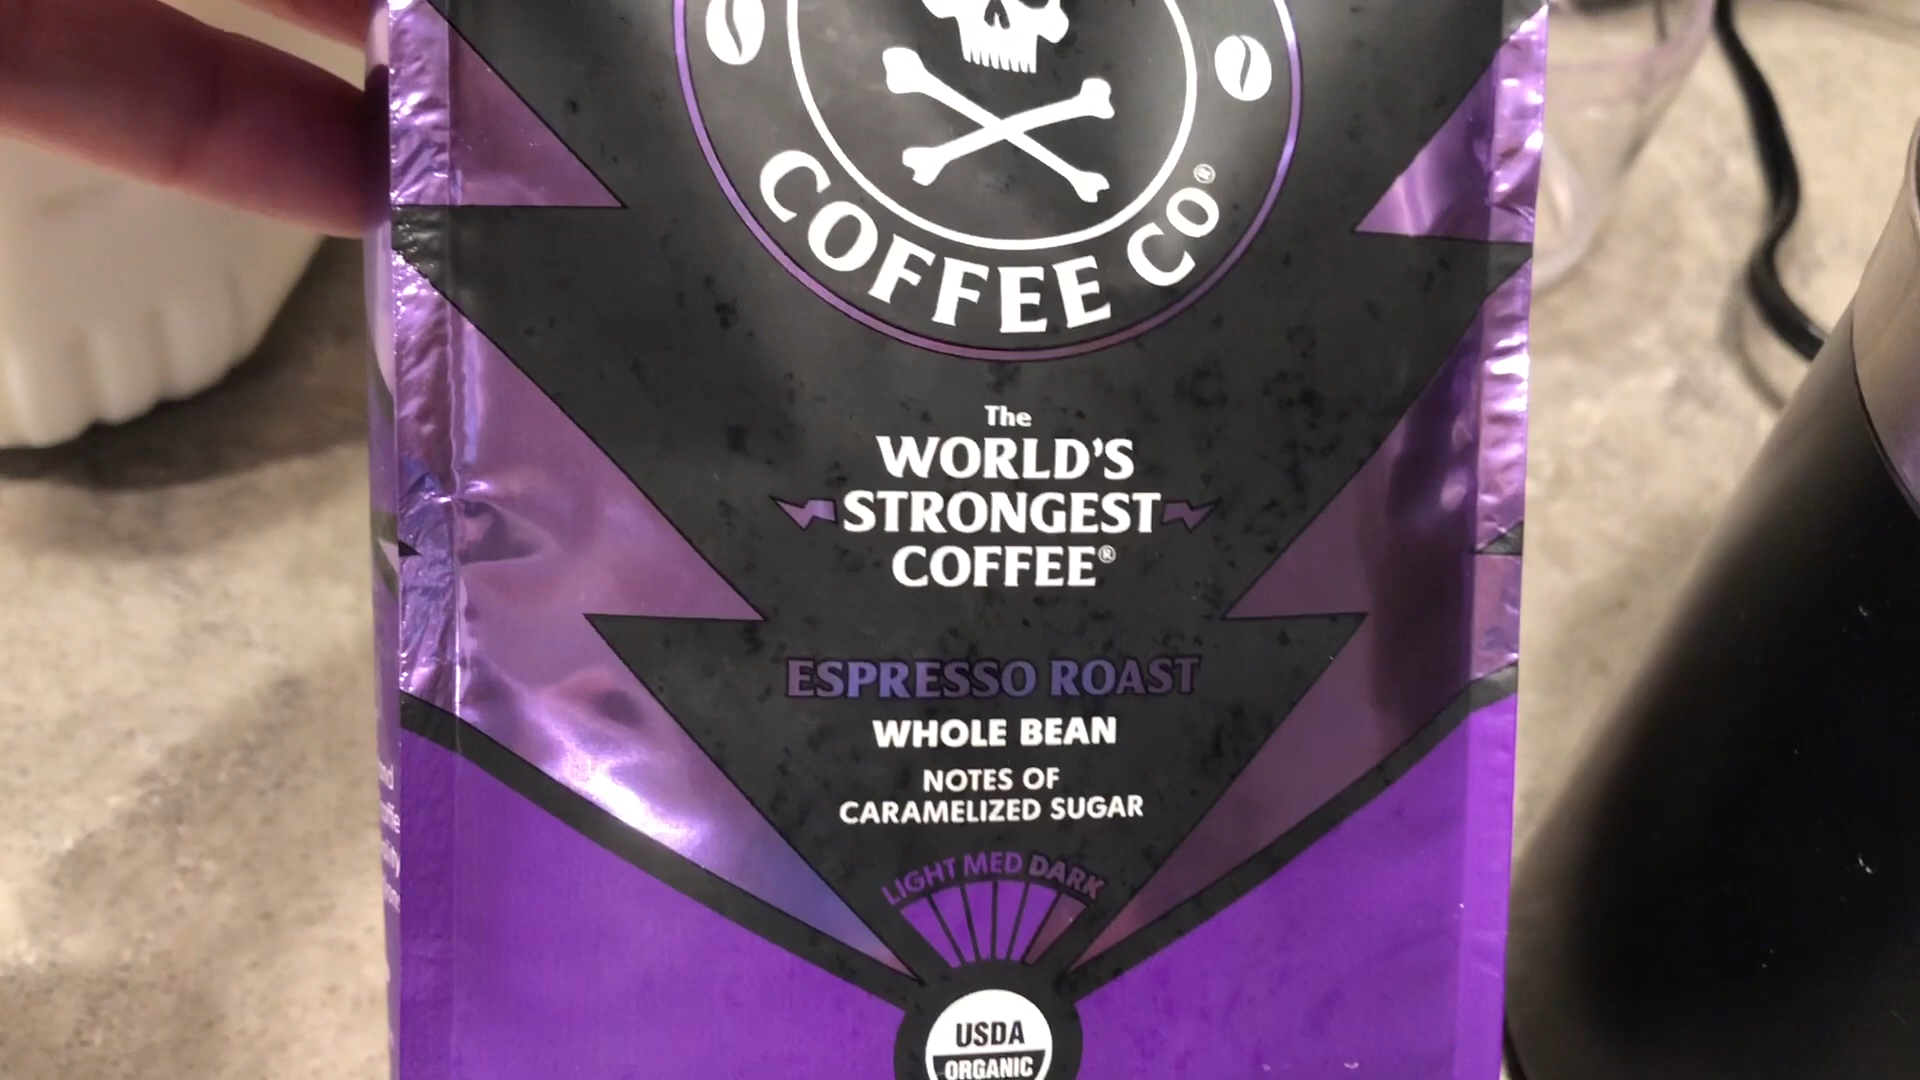 COFFEE CO®
The
WORLD'S
STRONGEST
COFFEE®
ESPRESSO ROAST
WHOLE BEAN
NOTES OF
CARAMELIZED SUGAR
LIGHT MED DARK
USDA
ORGANIC